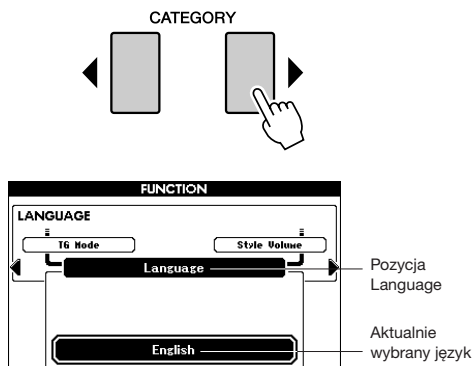 CATEGORY
FUNCTION
LANGUAGE
TG Mode
Style Volume
Language
Pozycja
Language
English
Aktualnie
wybrany język